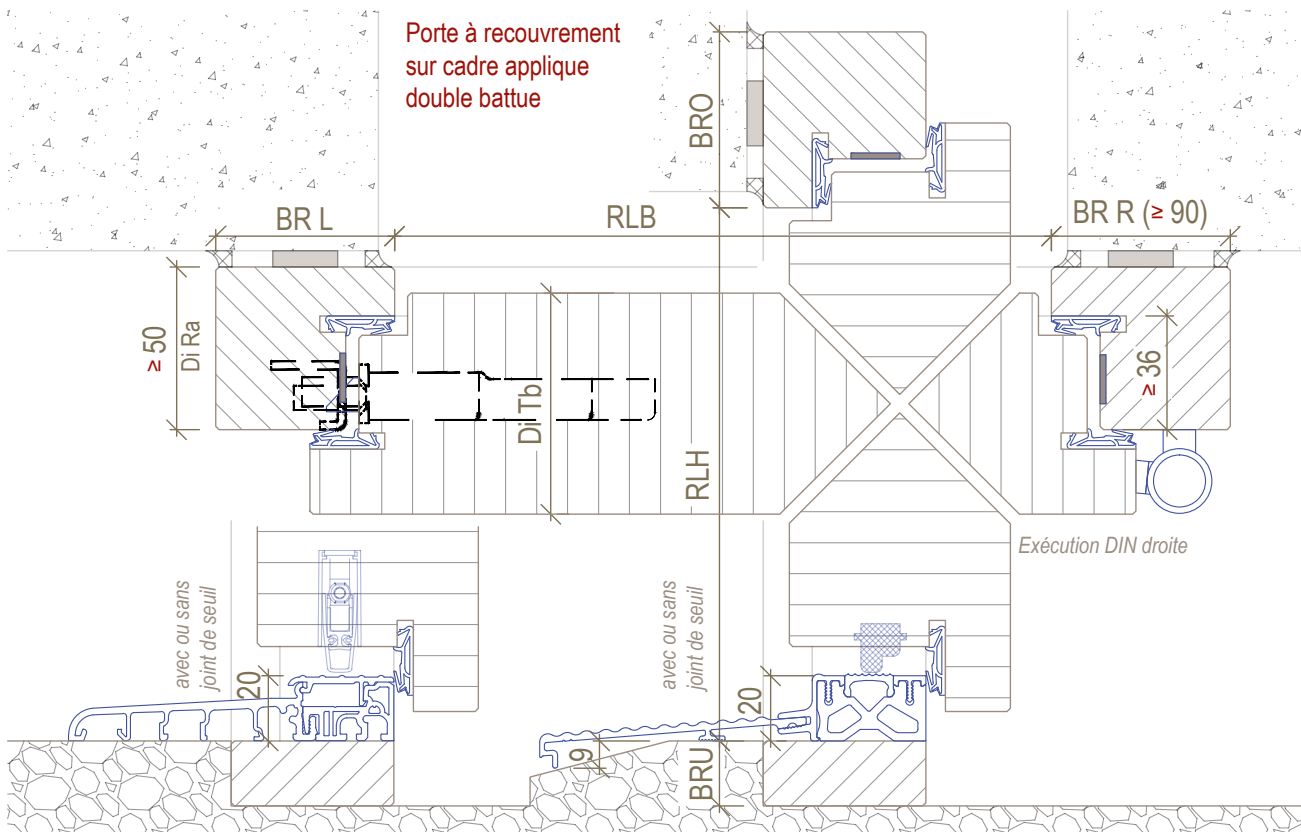 Porte à recouvrement
sur cadre applique
double battue
BRO
BR L
RLB
BR R (≥ 90)
≥ 50
Di Ra
Di Tb
≥ 36
RLH
Exécution DIN droite
avec ou sans
joint de seuil
20
avec ou sans
joint de seuil
20
9
BRU